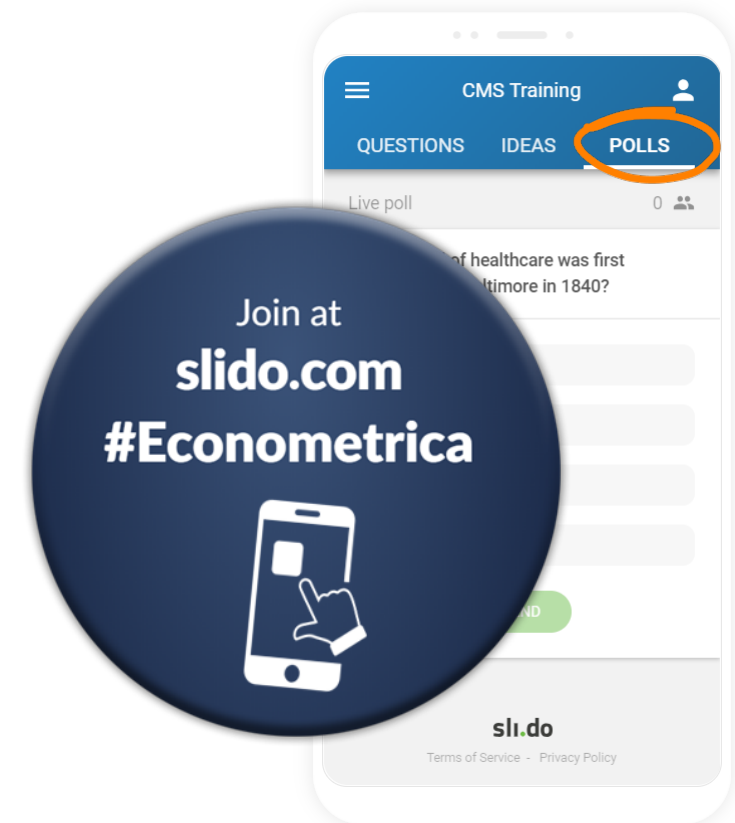 CMS Training
QUESTIONS IDEAS POLLS
Live poll 0
of healthcare was first
ltimore in 1840?
Join at
slido.com
#Econometrica
ND
slı.do
Terms of Service - Privacy Policy